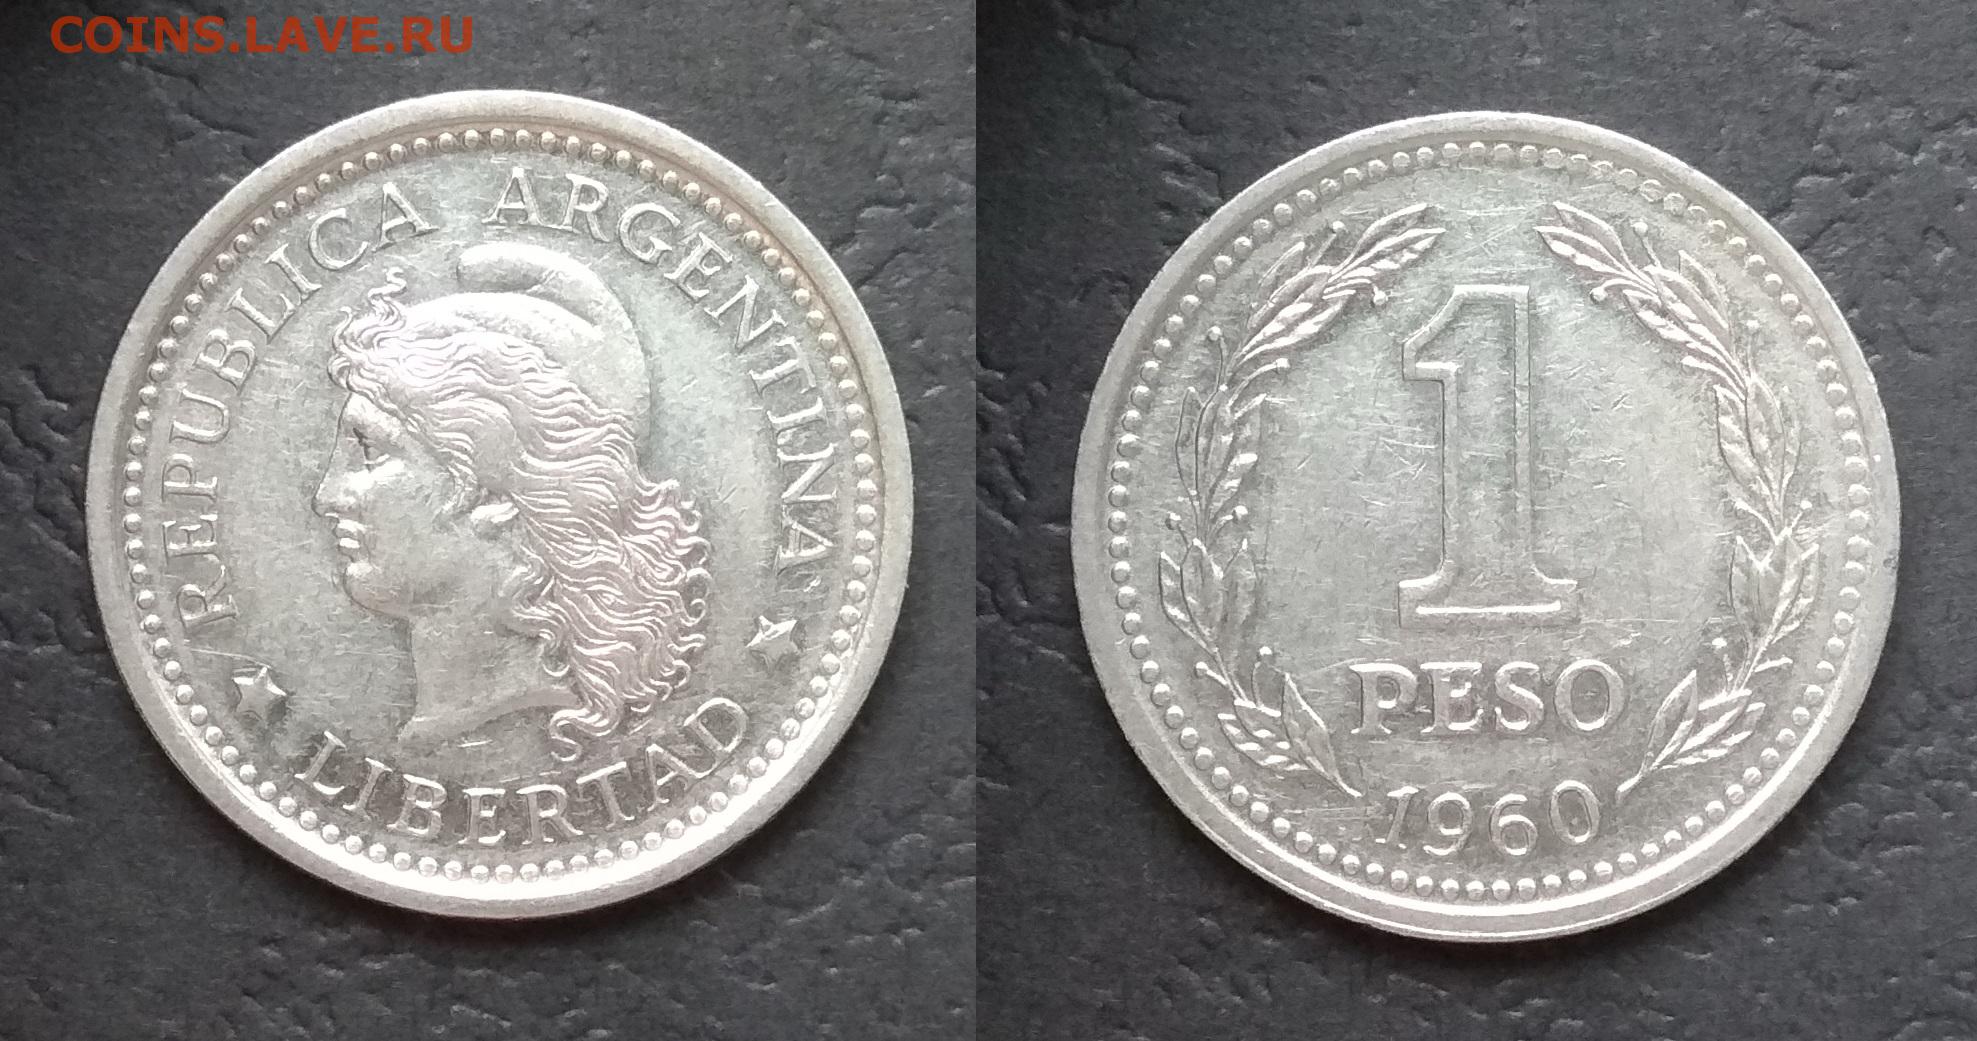 COINS.LAVE.RU
REPUBLICA ARGENTINA
LIBERTAD
1
PESO
1960